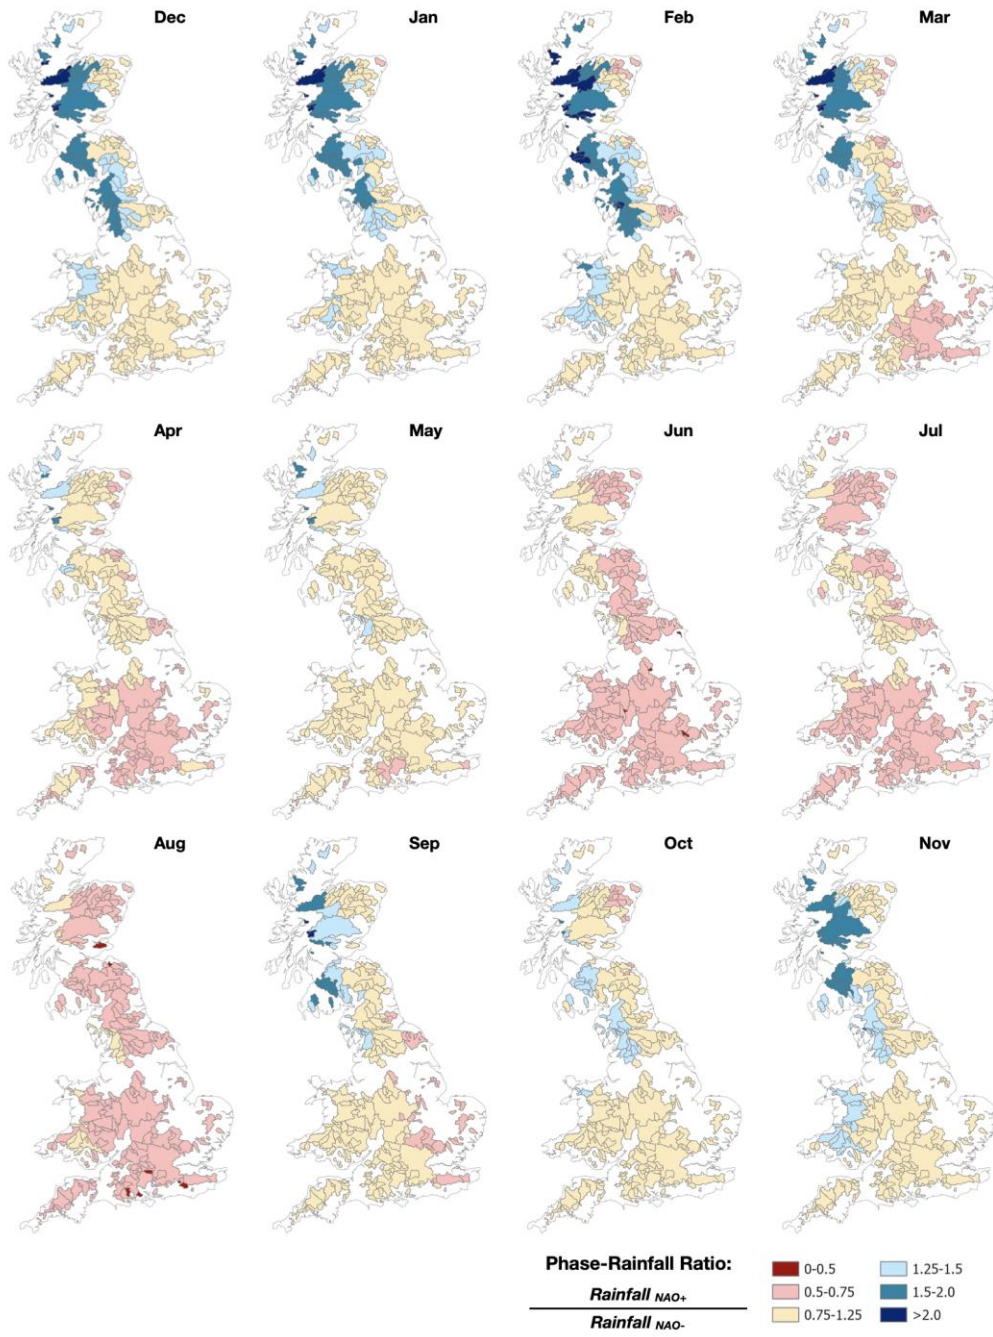 Dec Jan Feb Mar
Apr May Jun Jul
Aug Sep Oct Nov
Phase-Rainfall Ratio:
Rainfall NAO+
Rainfall NAO-
0-0.5 1.25-1.5
0.5-0.75 1.5-2.0
0.75-1.25 >2.0